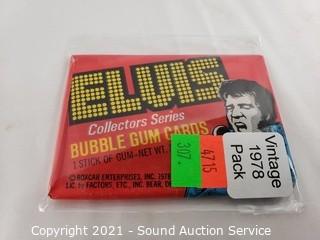 ELVIS
Collectors Series
BUBBLE GUM CARDS
1 STICK OF GUM-NET WT.
© BOXCAR ENTERPRISES, INC. 1978
LIC. by FACTORS, ETC., INC. BEAR, DE
307
4715
Vintage
1978
Pack
Copyright 2021 - Sound Auction Service